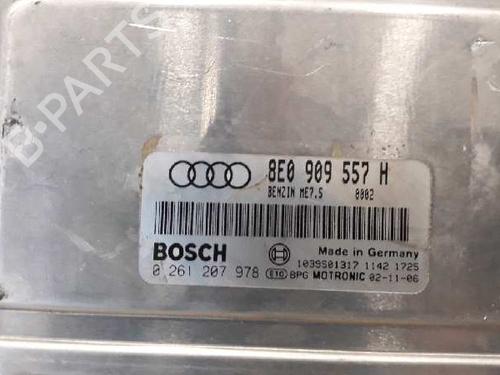 B-PARTS
8E0 909 557 H
BENZIN ME7.5 0002
BOSCH
Made in Germany
0 261 207 978
1039S01317 1142 1725
E10 BPG MOTRONIC 02-11-06